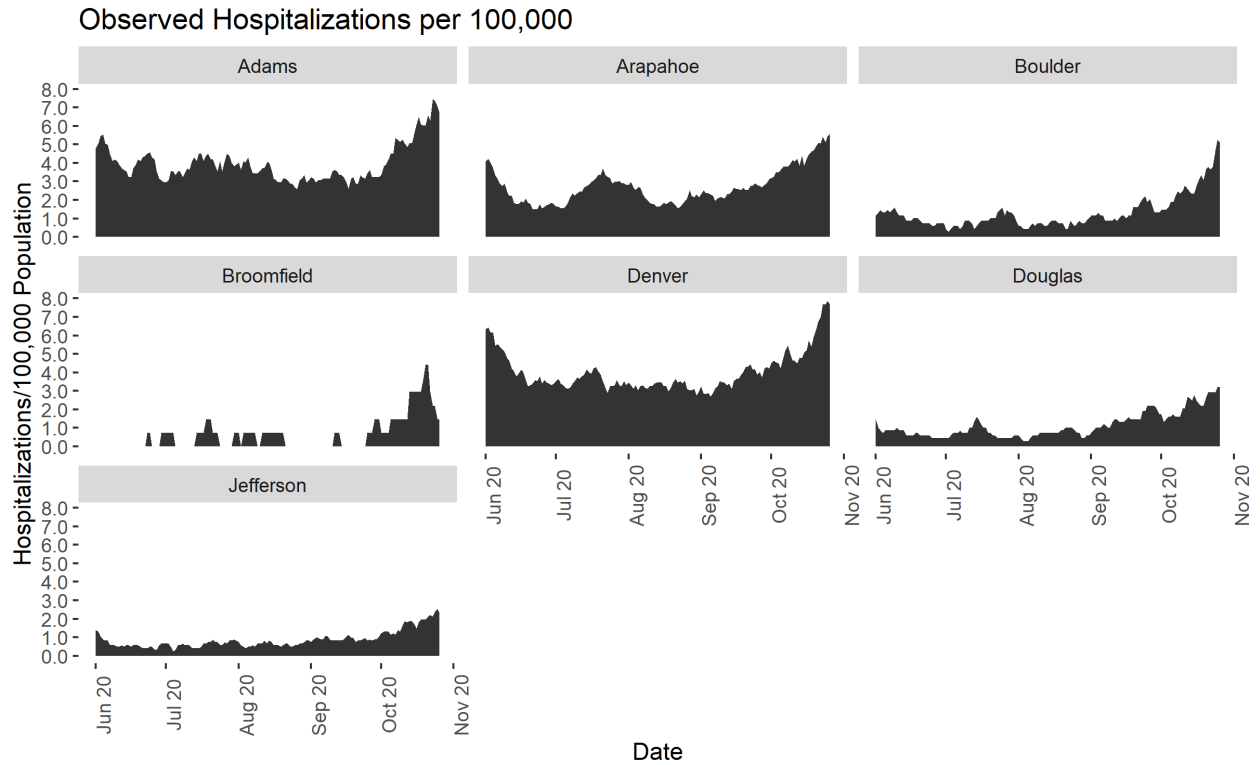 Observed Hospitalizations per 100,000
Adams
Arapahoe
Boulder
8.0
7.0
6.0
5.0
4.0
3.0
2.0
1.0
0.0
Broomfield
Denver
Douglas
8.0
7.0
6.0
5.0
4.0
3.0
2.0
1.0
0.0
Jun 20
Jul 20
Aug 20
Sep 20
Oct 20
Nov 20
Jun 20
Jul 20
Aug 20
Sep 20
Oct 20
Nov 20
Jefferson
8.0
7.0
6.0
5.0
4.0
3.0
2.0
1.0
0.0
Jun 20
Jul 20
Aug 20
Sep 20
Oct 20
Nov 20
Hospitalizations/100,000 Population
Date